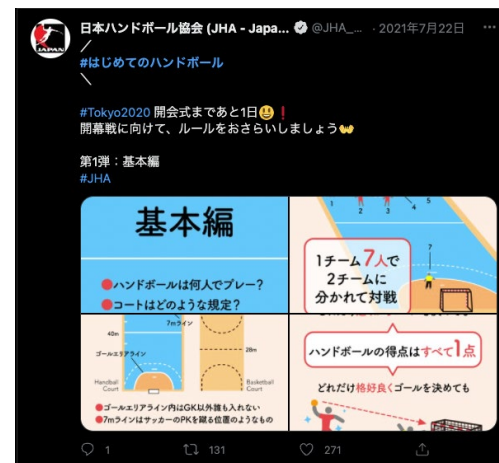 JAPAN
日本ハンドボール協会 (JHA - Japa... @JHA_... · 2021年7月22日 ···
／
#はじめてのハンドボール
＼
#Tokyo2020 開会式まであと1日😃❗
開幕戦に向けて、ルールをおさらいしましょう👐
第1弾：基本編
#JHA
基本編
●ハンドボールは何人でプレー？
●コートはどのような規定？
1 2 3 4 5
7
1チーム7人で
2チームに
分かれて対戦
7mライン
40m
ゴールエリアライン
28m
Handball
Court
Basketball
Court
●ゴールエリアライン内はGK以外誰も入れない
●7mラインはサッカーのPKを蹴る位置のようなもの
ハンドボールの得点はすべて1点
どれだけ格好良くゴールを決めても
1 131 271